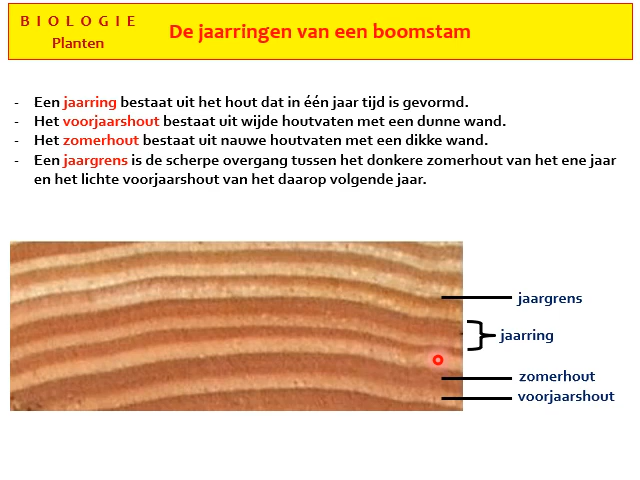 BIOLOGIE
Planten
De jaarringen van een boomstam
- Een jaarring bestaat uit het hout dat in één jaar tijd is gevormd.
- Het voorjaarshout bestaat uit wijde houtvaten met een dunne wand.
- Het zomerhout bestaat uit nauwe houtvaten met een dikke wand.
- Een jaargrens is de scherpe overgang tussen het donkere zomerhout van het ene jaar
en het lichte voorjaarshout van het daarop volgende jaar.
jaargrens
jaarring
zomerhout
voorjaarshout